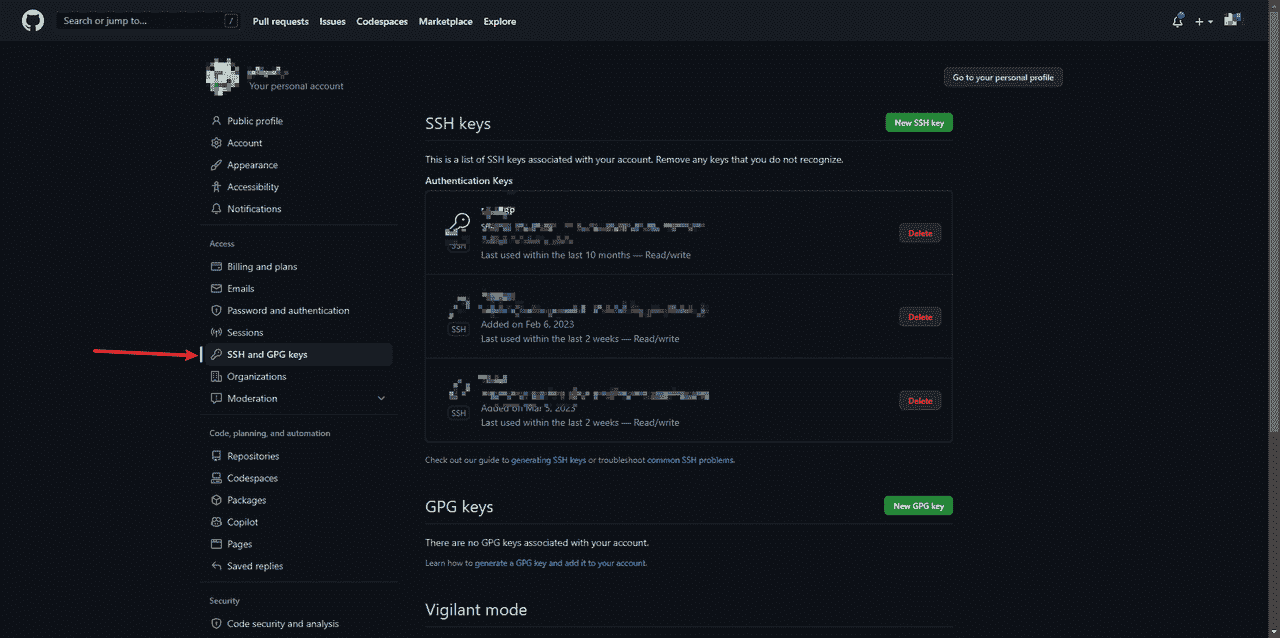 Search or jump to... /
Pull requests Issues Codespaces Marketplace Explore
Your personal account
Go to your personal profile
Public profile
Account
Appearance
Accessibility
Notifications
Access
Billing and plans
Emails
Password and authentication
Sessions
SSH and GPG keys
Organizations
Moderation
Code, planning, and automation
Repositories
Codespaces
Packages
Copilot
Pages
Saved replies
Security
Code security and analysis
SSH keys
New SSH key
This is a list of SSH keys associated with your account. Remove any keys that you do not recognize.
Authentication Keys
SSH
Last used within the last 10 months — Read/write
Delete
SSH
Added on Feb 6, 2023
Last used within the last 2 weeks — Read/write
Delete
SSH
Added on Mar 5, 2023
Last used within the last 2 weeks — Read/write
Delete
Check out our guide to generating SSH keys or troubleshoot common SSH problems.
GPG keys
New GPG key
There are no GPG keys associated with your account.
Learn how to generate a GPG key and add it to your account.
Vigilant mode